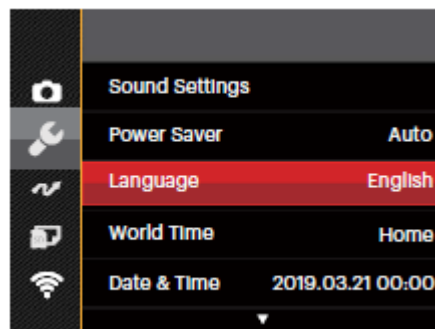 Sound Settings
Power Saver Auto
Language English
World Time Home
Date & Time 2019.03.21 00:00